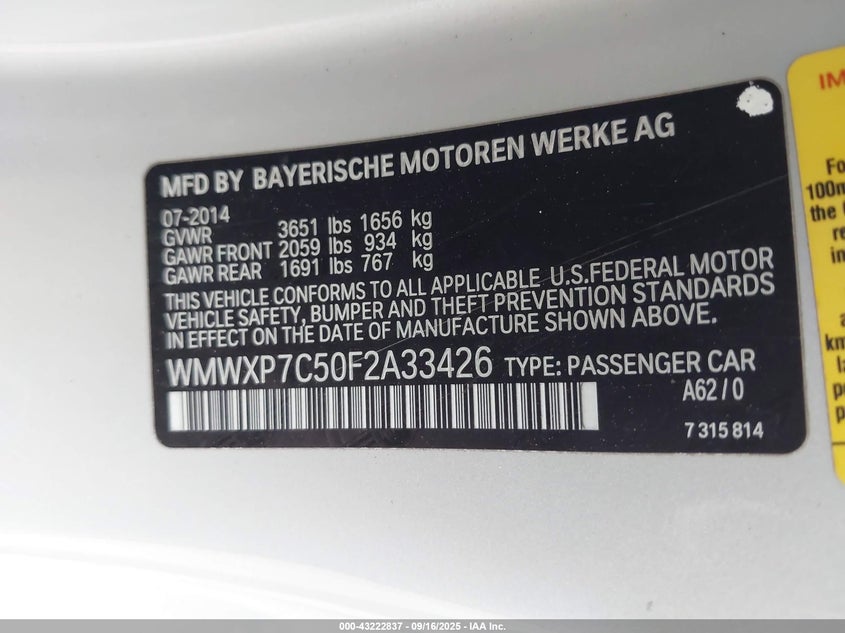 MFD BY BAYERISCHE MOTOREN WERKE AG
07-2014
GVWR 3651 lbs 1656 kg
GAWR FRONT 2059 lbs 934 kg
GAWR REAR 1691 lbs 767 kg
THIS VEHICLE CONFORMS TO ALL APPLICABLE U.S.FEDERAL MOTOR
VEHICLE SAFETY, BUMPER AND THEFT PREVENTION STANDARDS
IN EFFECT ON THE DATE OF MANUFACTURE SHOWN ABOVE.
WMWXP7C50F2A33426 TYPE: PASSENGER CAR
A62/0
7 315 814
100m
the
000-43222837 - 09/16/2025 - IAA Inc.